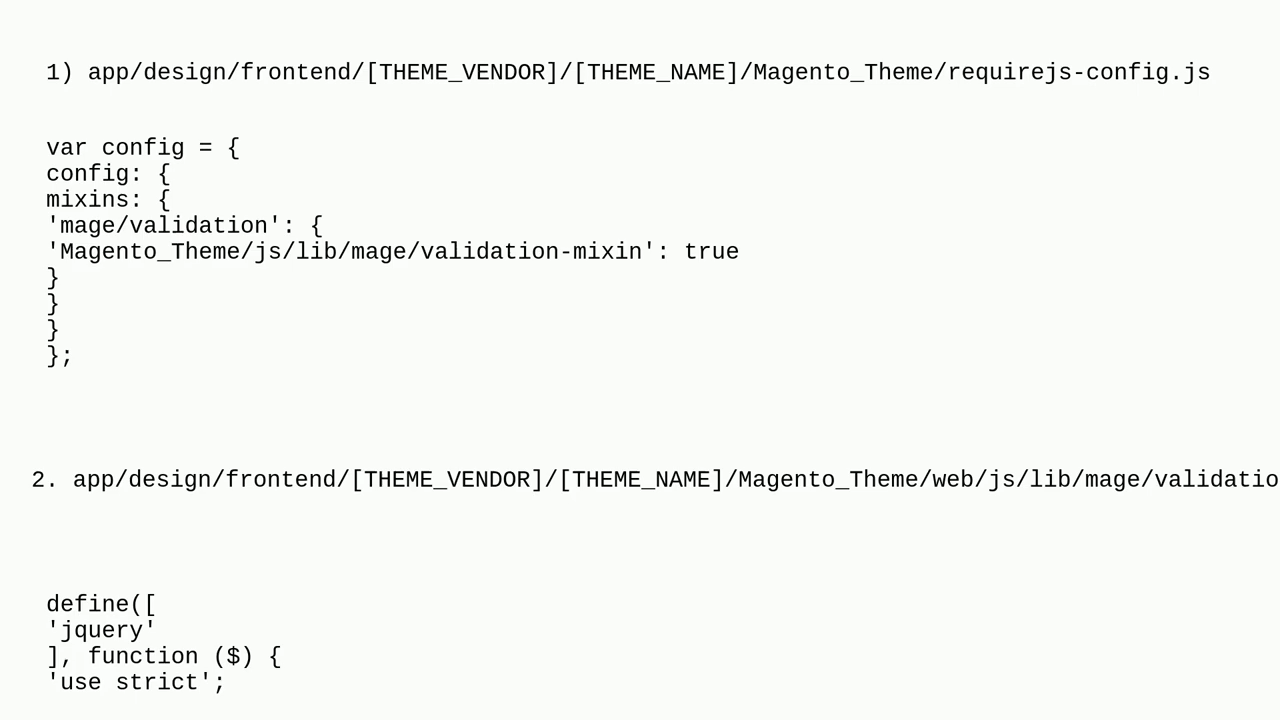 1) app/design/frontend/[THEME_VENDOR]/[THEME_NAME]/Magento_Theme/requirejs-config.js
var config = {
config: {
mixins: {
'mage/validation': {
'Magento_Theme/js/lib/mage/validation-mixin': true
}
}
}
};
2. app/design/frontend/[THEME_VENDOR]/[THEME_NAME]/Magento_Theme/web/js/lib/mage/validatio
define([
'jquery'
], function ($) {
'use strict';